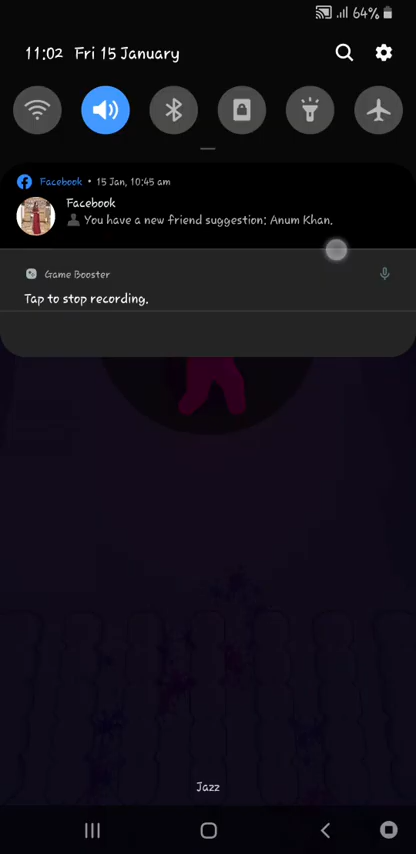 64%
11:02 Fri 15 January
Facebook • 15 Jan, 10:45 am
Facebook
You have a new friend suggestion: Anum Khan.
Game Booster
Tap to stop recording.
Jazz